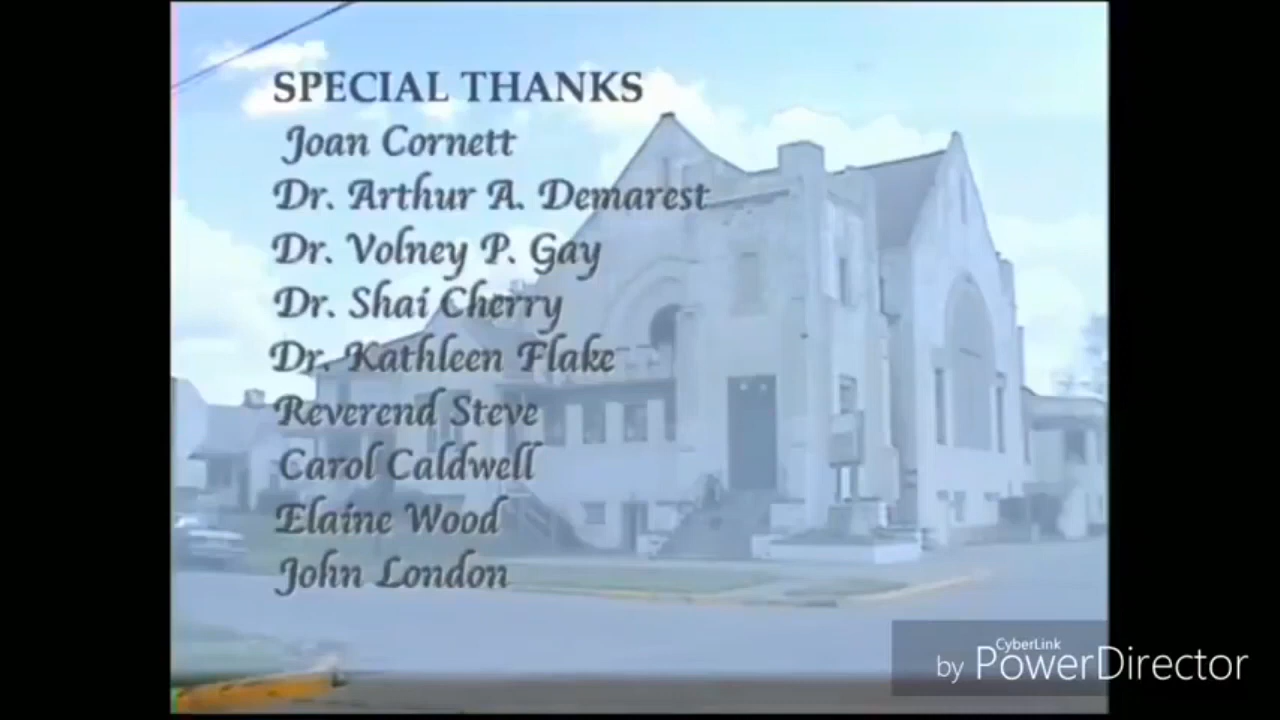 SPECIAL THANKS
Joan Cornett
Dr. Arthur A. Demarest
Dr. Volney P. Gay
Dr. Shai Cherry
Dr. Kathleen Flake
Reverend Steve
Carol Caldwell
Elaine Wood
John London
CyberLink
by PowerDirector